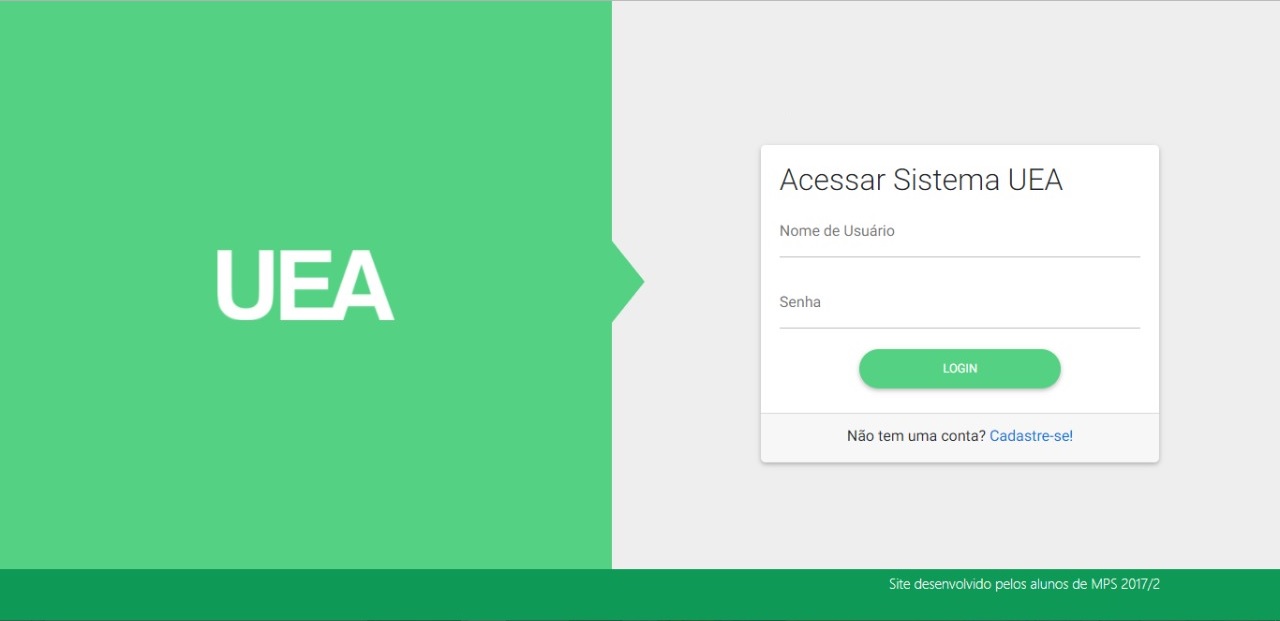 UEA
Acessar Sistema UEA
Nome de Usuário
Senha
LOGIN
Não tem uma conta? Cadastre-se!
Site desenvolvido pelos alunos de MPS 2017/2